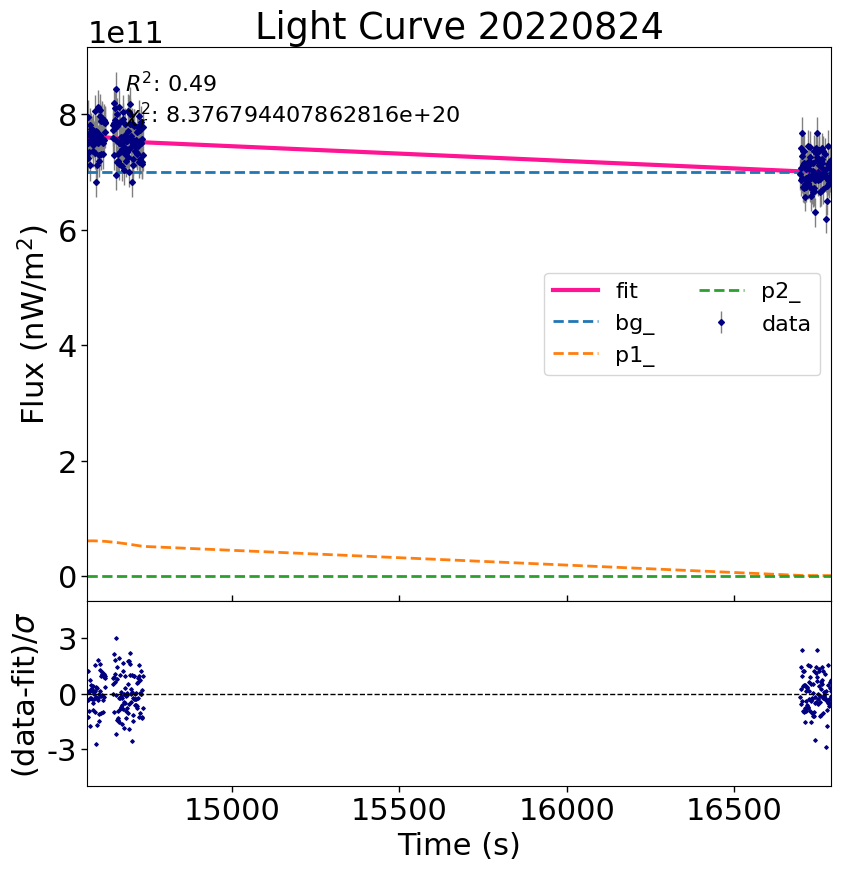 Light Curve 20220824
1e11
R²: 0.49
χ²: 8.376794407862816e+20
8
6
4
2
0
Flux (nW/m²)
fit
bg_
p1_
p2_
data
3
0
-3
(data-fit)/σ
15000 15500 16000 16500
Time (s)